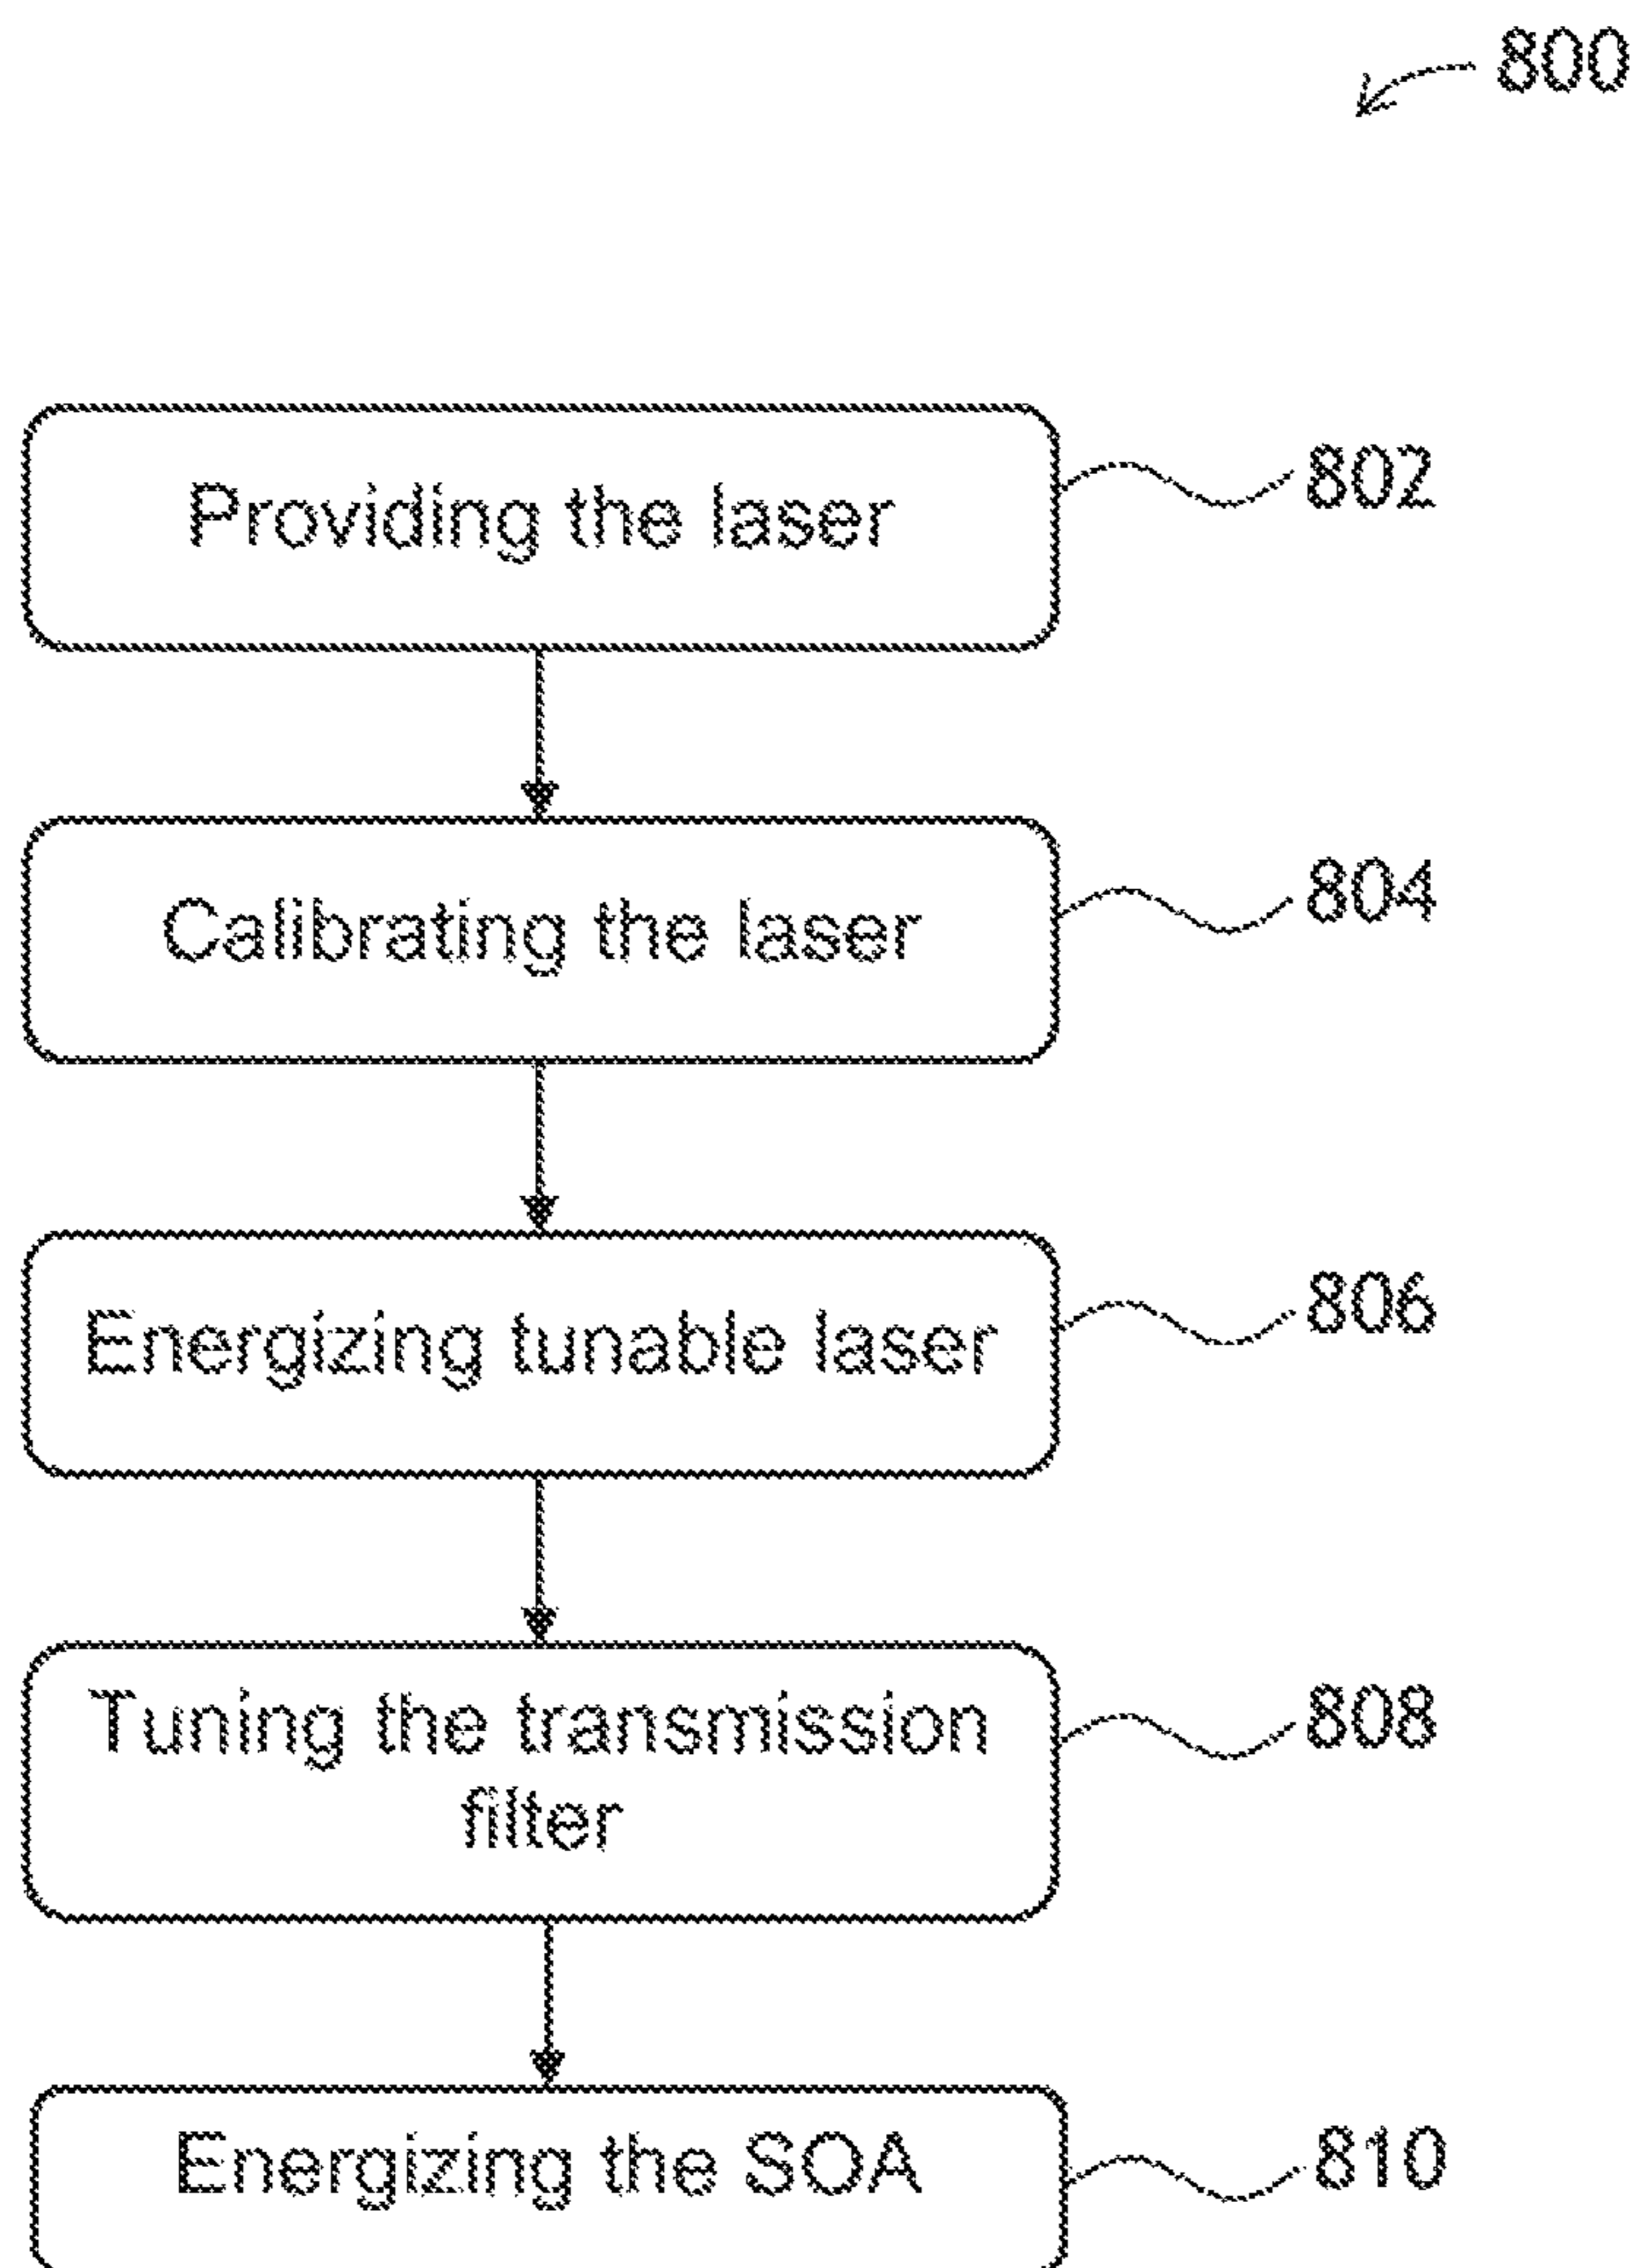 800
Providing the laser
802
Calibrating the laser
804
Energizing tunable laser
806
Tuning the transmission
filter
808
Energizing the SOA
810